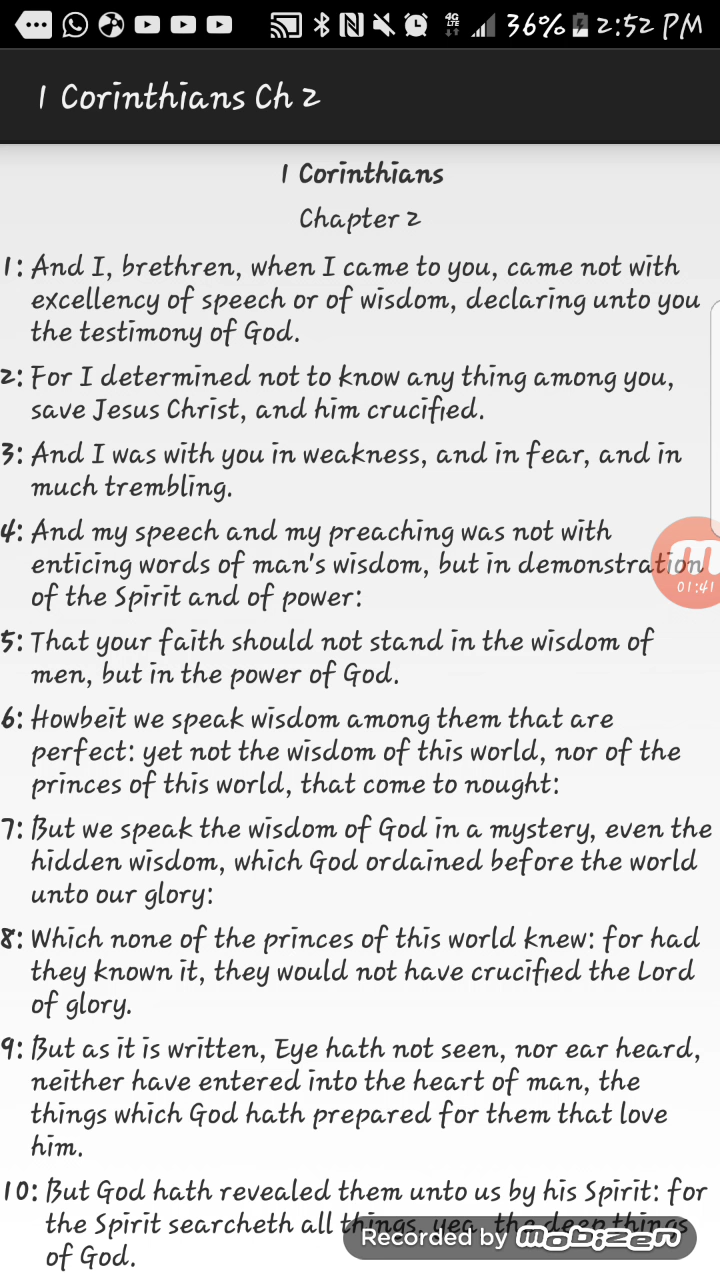 4G
LTE
36% 2:52 PM
1 Corinthians Ch 2
1 Corinthians
Chapter 2
1: And I, brethren, when I came to you, came not with
excellency of speech or of wisdom, declaring unto you
the testimony of God.
2: For I determined not to know any thing among you,
save Jesus Christ, and him crucified.
3: And I was with you in weakness, and in fear, and in
much trembling.
4: And my speech and my preaching was not with
enticing words of man's wisdom, but in demonstration
01:41
of the Spirit and of power:
5: That your faith should not stand in the wisdom of
men, but in the power of God.
6: Howbeit we speak wisdom among them that are
perfect: yet not the wisdom of this world, nor of the
princes of this world, that come to nought:
7: But we speak the wisdom of God in a mystery, even the
hidden wisdom, which God ordained before the world
unto our glory:
8: Which none of the princes of this world knew: for had
they known it, they would not have crucified the Lord
of glory.
9: But as it is written, Eye hath not seen, nor ear heard,
neither have entered into the heart of man, the
things which God hath prepared for them that love
him.
10: But God hath revealed them unto us by his Spirit: for
the Spirit searcheth all things, yea, the deep things
of God.
Recorded by mobizen